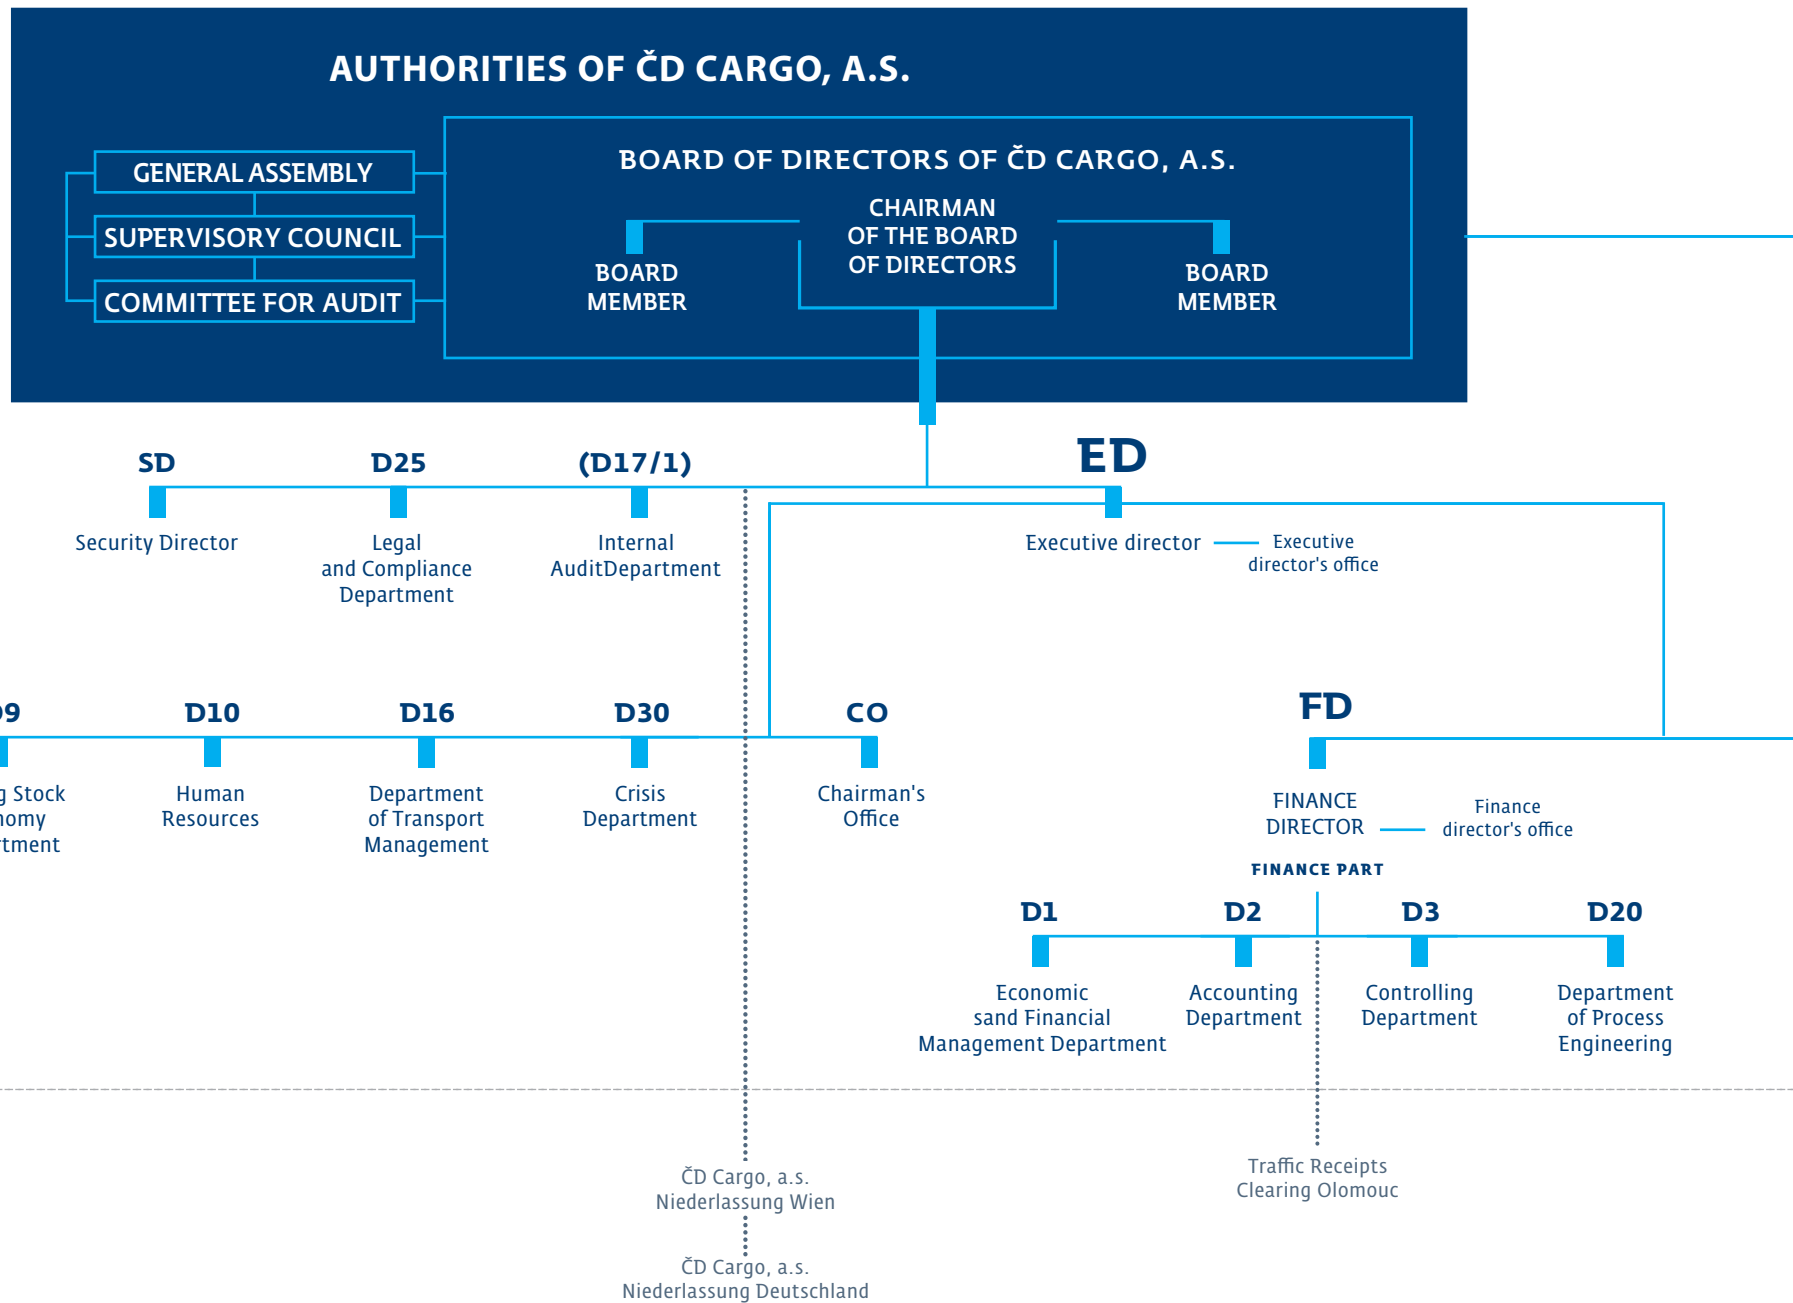 AUTHORITIES OF ČD CARGO, A.S.
GENERAL ASSEMBLY
SUPERVISORY COUNCIL
COMMITTEE FOR AUDIT
BOARD OF DIRECTORS OF ČD CARGO, A.S.
CHAIRMAN
OF THE BOARD
OF DIRECTORS
BOARD
MEMBER
BOARD
MEMBER
SD
Security Director
D25
Legal
and Compliance
Department
(D17/1)
Internal
AuditDepartment
ED
Executive director
Executive
director's office
9
g Stock
nomy
rtment
D10
Human
Resources
D16
Department
of Transport
Management
D30
Crisis
Department
CO
Chairman's
Office
FD
FINANCE
DIRECTOR
Finance
director's office
FINANCE PART
D1
Economic
sand Financial
Management Department
D2
Accounting
Department
D3
Controlling
Department
D20
Department
of Process
Engineering
ČD Cargo, a.s.
Niederlassung Wien
ČD Cargo, a.s.
Niederlassung Deutschland
Traffic Receipts
Clearing Olomouc